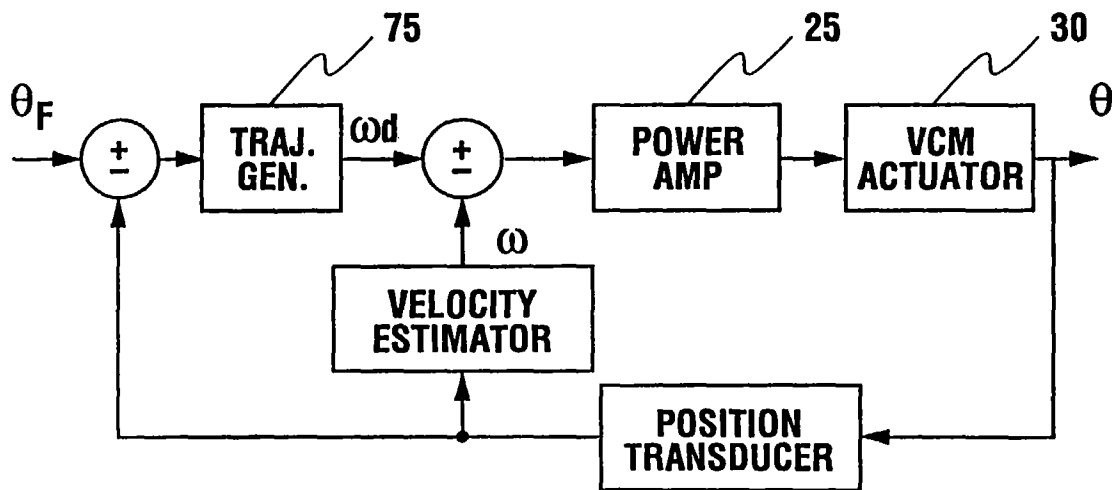 75
25
30
θF
+
−
TRAJ.
GEN.
ωd
+
−
POWER
AMP
VCM
ACTUATOR
θ
ω
VELOCITY
ESTIMATOR
POSITION
TRANSDUCER